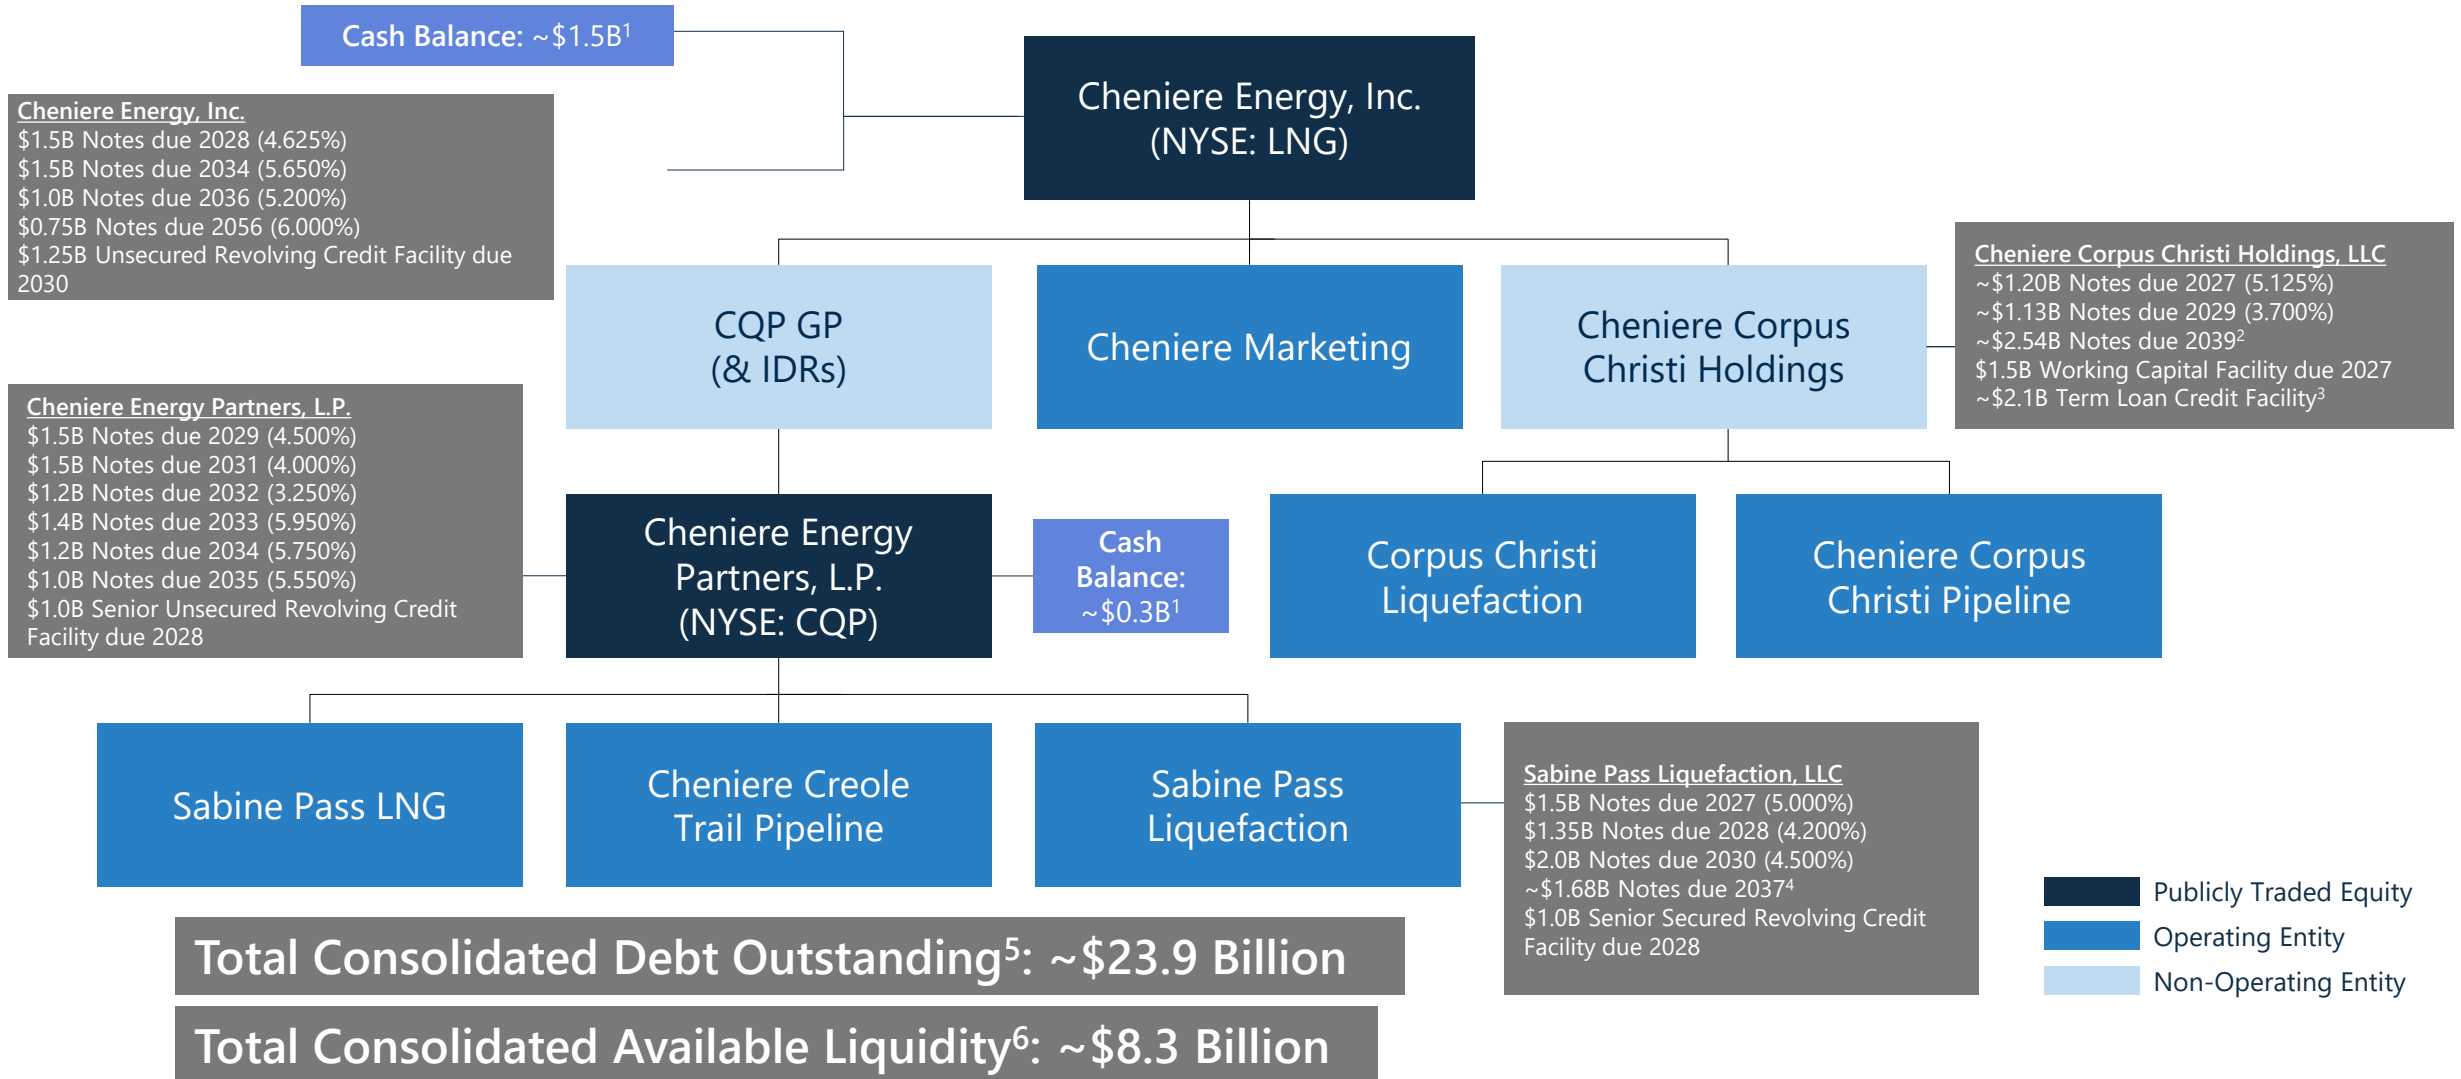 Cash Balance: ~$1.5B¹
Cheniere Energy, Inc.
(NYSE: LNG)
Cheniere Energy, Inc.
$1.5B Notes due 2028 (4.625%)
$1.5B Notes due 2034 (5.650%)
$1.0B Notes due 2036 (5.200%)
$0.75B Notes due 2056 (6.000%)
$1.25B Unsecured Revolving Credit Facility due
2030
CQP GP
(& IDRs)
Cheniere Marketing
Cheniere Corpus
Christi Holdings
Cheniere Corpus Christi Holdings, LLC
~$1.20B Notes due 2027 (5.125%)
~$1.13B Notes due 2029 (3.700%)
~$2.54B Notes due 2039²
$1.5B Working Capital Facility due 2027
~$2.1B Term Loan Credit Facility³
Cheniere Energy Partners, L.P.
$1.5B Notes due 2029 (4.500%)
$1.5B Notes due 2031 (4.000%)
$1.2B Notes due 2032 (3.250%)
$1.4B Notes due 2033 (5.950%)
$1.2B Notes due 2034 (5.750%)
$1.0B Notes due 2035 (5.550%)
$1.0B Senior Unsecured Revolving Credit
Facility due 2028
Cheniere Energy
Partners, L.P.
(NYSE: CQP)
Cash
Balance:
~$0.3B¹
Corpus Christi
Liquefaction
Cheniere Corpus
Christi Pipeline
Sabine Pass LNG
Cheniere Creole
Trail Pipeline
Sabine Pass
Liquefaction
Sabine Pass Liquefaction, LLC
$1.5B Notes due 2027 (5.000%)
$1.35B Notes due 2028 (4.200%)
$2.0B Notes due 2030 (4.500%)
~$1.68B Notes due 2037⁴
$1.0B Senior Secured Revolving Credit
Facility due 2028
Publicly Traded Equity
Operating Entity
Non-Operating Entity
Total Consolidated Debt Outstanding⁵: ~$23.9 Billion
Total Consolidated Available Liquidity⁶: ~$8.3 Billion